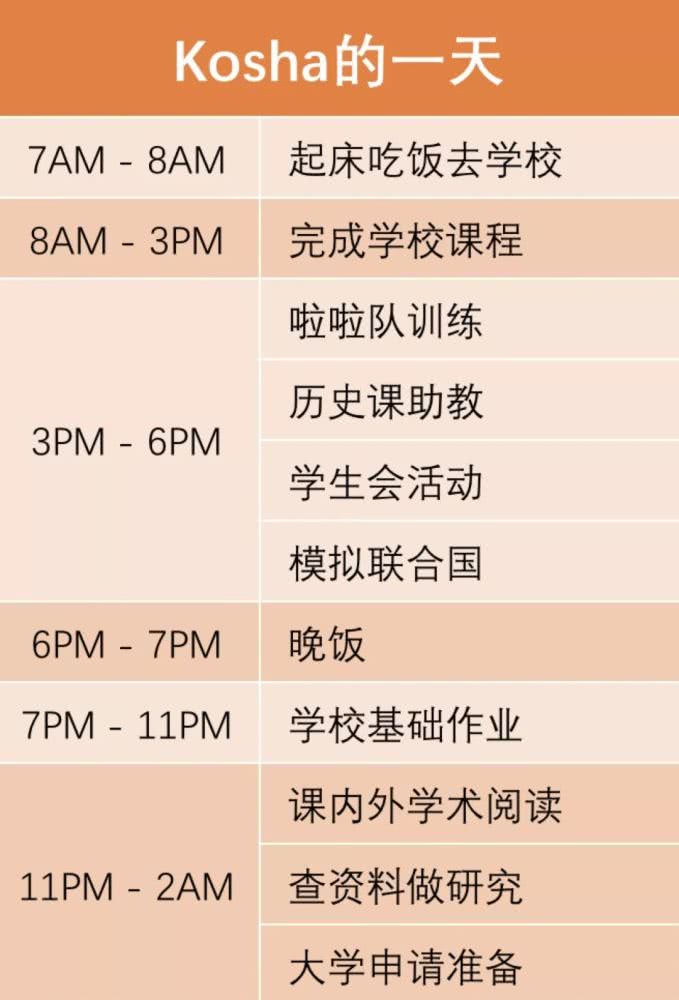 Kosha的一天
7AM - 8AM
起床吃饭去学校
8AM - 3PM
完成学校课程
3PM - 6PM
啦啦队训练
历史课助教
学生会活动
模拟联合国
6PM - 7PM
晚饭
7PM - 11PM
学校基础作业
11PM - 2AM
课内外学术阅读
查资料做研究
大学申请准备